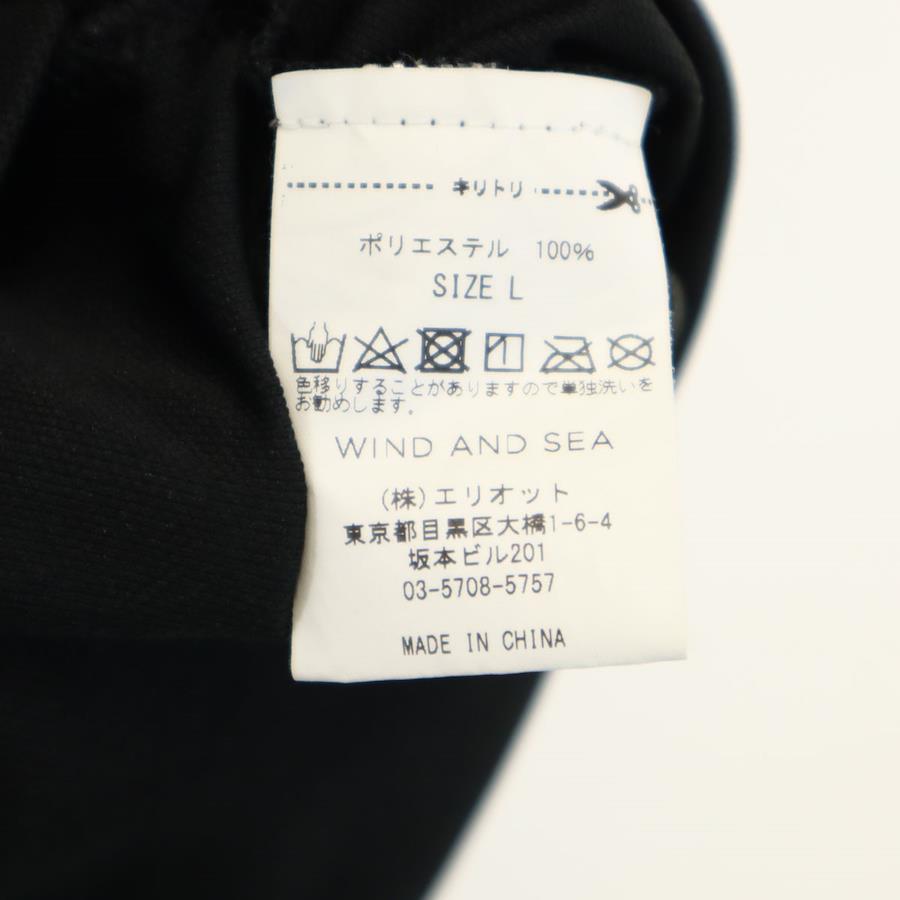 キリトリ
ポリエステル 100%
SIZE L
色移りすることがありますので単独洗いを
お勧めします。
WIND AND SEA
(株)エリオット
東京都目黒区大橋1-6-4
坂本ビル201
03-5708-5757
MADE IN CHINA